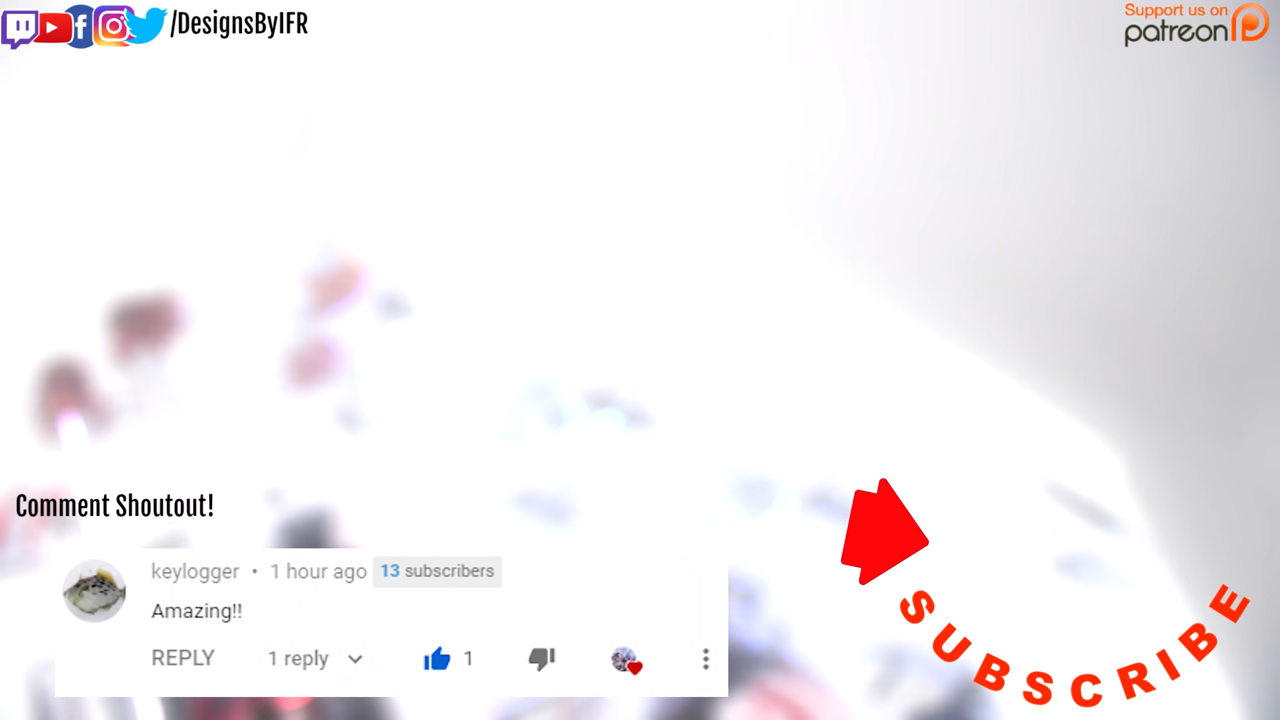 /DesignsByIFR
Support us on
patreon
Comment Shoutout!
keylogger • 1 hour ago 13 subscribers
Amazing!!
REPLY 1 reply 1
SUBSCRIBE